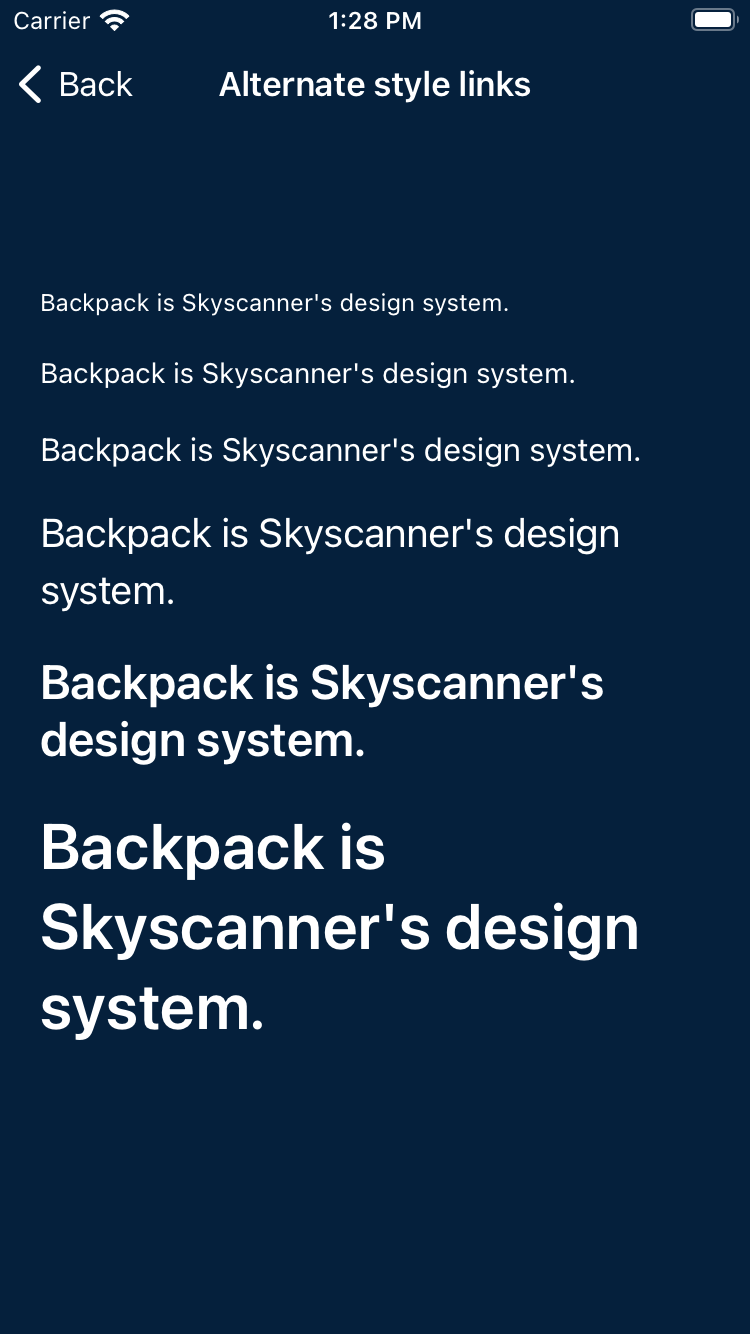 Carrier 1:28 PM
Back Alternate style links
Backpack is Skyscanner's design system.
Backpack is Skyscanner's design system.
Backpack is Skyscanner's design system.
Backpack is Skyscanner's design
system.
Backpack is Skyscanner's
design system.
Backpack is
Skyscanner's design
system.